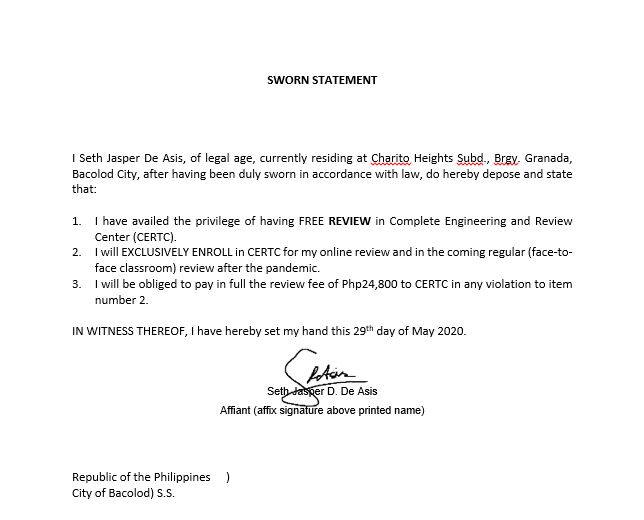 SWORN STATEMENT
I Seth Jasper De Asis, of legal age, currently residing at Charito Heights Subd., Brgy. Granada,
Bacolod City, after having been duly sworn in accordance with law, do hereby depose and state
that:
1. I have availed the privilege of having FREE REVIEW in Complete Engineering and Review
Center (CERTC).
2. I will EXCLUSIVELY ENROLL in CERTC for my online review and in the coming regular (face-to-
face classroom) review after the pandemic.
3. I will be obliged to pay in full the review fee of Php24,800 to CERTC in any violation to item
number 2.
IN WITNESS THEREOF, I have hereby set my hand this 29th day of May 2020.
Seth Jasper D. De Asis
Affiant (affix signature above printed name)
Republic of the Philippines )
City of Bacolod) S.S.